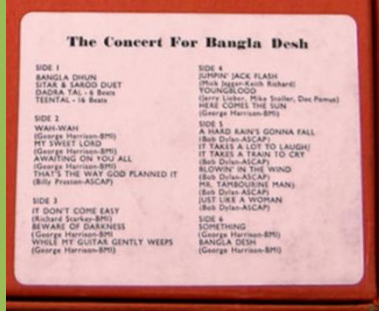 The Concert For Bangla Desh
SIDE 1
BANGLA DHUN
SITAR & SAROD DUET
DADRA TAL - 6 Beats
TEENTAL - 16 Beats
SIDE 2
WAH-WAH
(George Harrison-BMI)
MY SWEET LORD
(George Harrison-BMI)
AWAITING ON YOU ALL
(George Harrison-BMI)
THAT'S THE WAY GOD PLANNED IT
(Billy Preston-ASCAP)
SIDE 3
IT DON'T COME EASY
(Richard Starkey-BMI)
BEWARE OF DARKNESS
(George Harrison-BMI)
WHILE MY GUITAR GENTLY WEEPS
(George Harrison-BMI)
SIDE 4
JUMPIN' JACK FLASH
(Mick Jagger-Keith Richard)
YOUNGBLOOD
(Jerry Lieber, Mike Stoller, Doc Pomus)
HERE COMES THE SUN
(George Harrison-BMI)
SIDE 5
A HARD RAIN'S GONNA FALL
(Bob Dylan-ASCAP)
IT TAKES A LOT TO LAUGH/
IT TAKES A TRAIN TO CRY
(Bob Dylan-ASCAP)
BLOWIN' IN THE WIND
(Bob Dylan-ASCAP)
MR. TAMBOURINE MAN)
(Bob Dylan-ASCAP)
JUST LIKE A WOMAN
(Bob Dylan-ASCAP)
SIDE 6
SOMETHING
(George Harrison-BMI)
BANGLA DESH
(George Harrison-BMI)